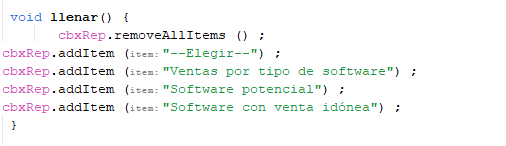 void llenar() {
cbxRep.removeAllItems () ;
cbxRep.addItem (item: "--Elegir--") ;
cbxRep.addItem (item: "Ventas por tipo de software") ;
cbxRep.addItem (item: "Software potencial") ;
cbxRep.addItem (item: "Software con venta idónea") ;
}